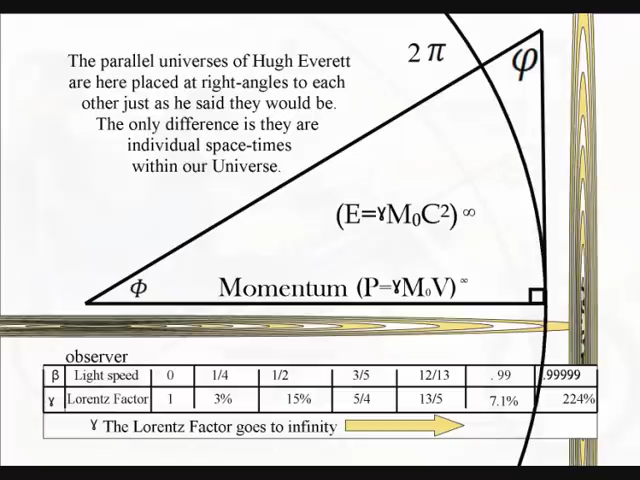 The parallel universes of Hugh Everett
are here placed at right-angles to each
other just as he said they would be.
The only difference is they are
individual space-times
within our Universe.
2 π
φ
(E=ɤM₀C²) ∞
Φ
Momentum (P=ɤM₀V) ∞
observer
β Light speed 0 1/4 1/2 3/5 12/13 .99 .99999
ɤ Lorentz Factor 1 3% 15% 5/4 13/5 7.1% 224%
ɤ The Lorentz Factor goes to infinity